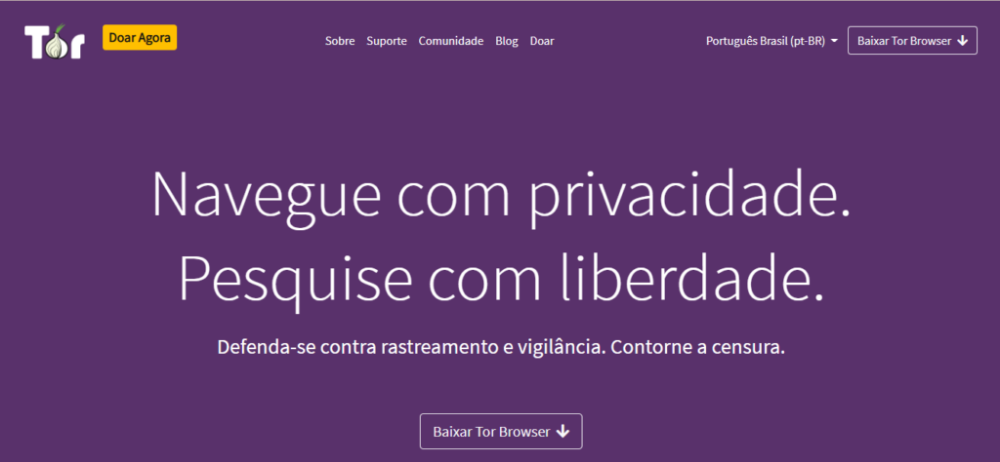 Tor
Doar Agora
Sobre Suporte Comunidade Blog Doar
Português Brasil (pt-BR)
Baixar Tor Browser
Navegue com privacidade.
Pesquise com liberdade.
Defenda-se contra rastreamento e vigilância. Contorne a censura.
Baixar Tor Browser